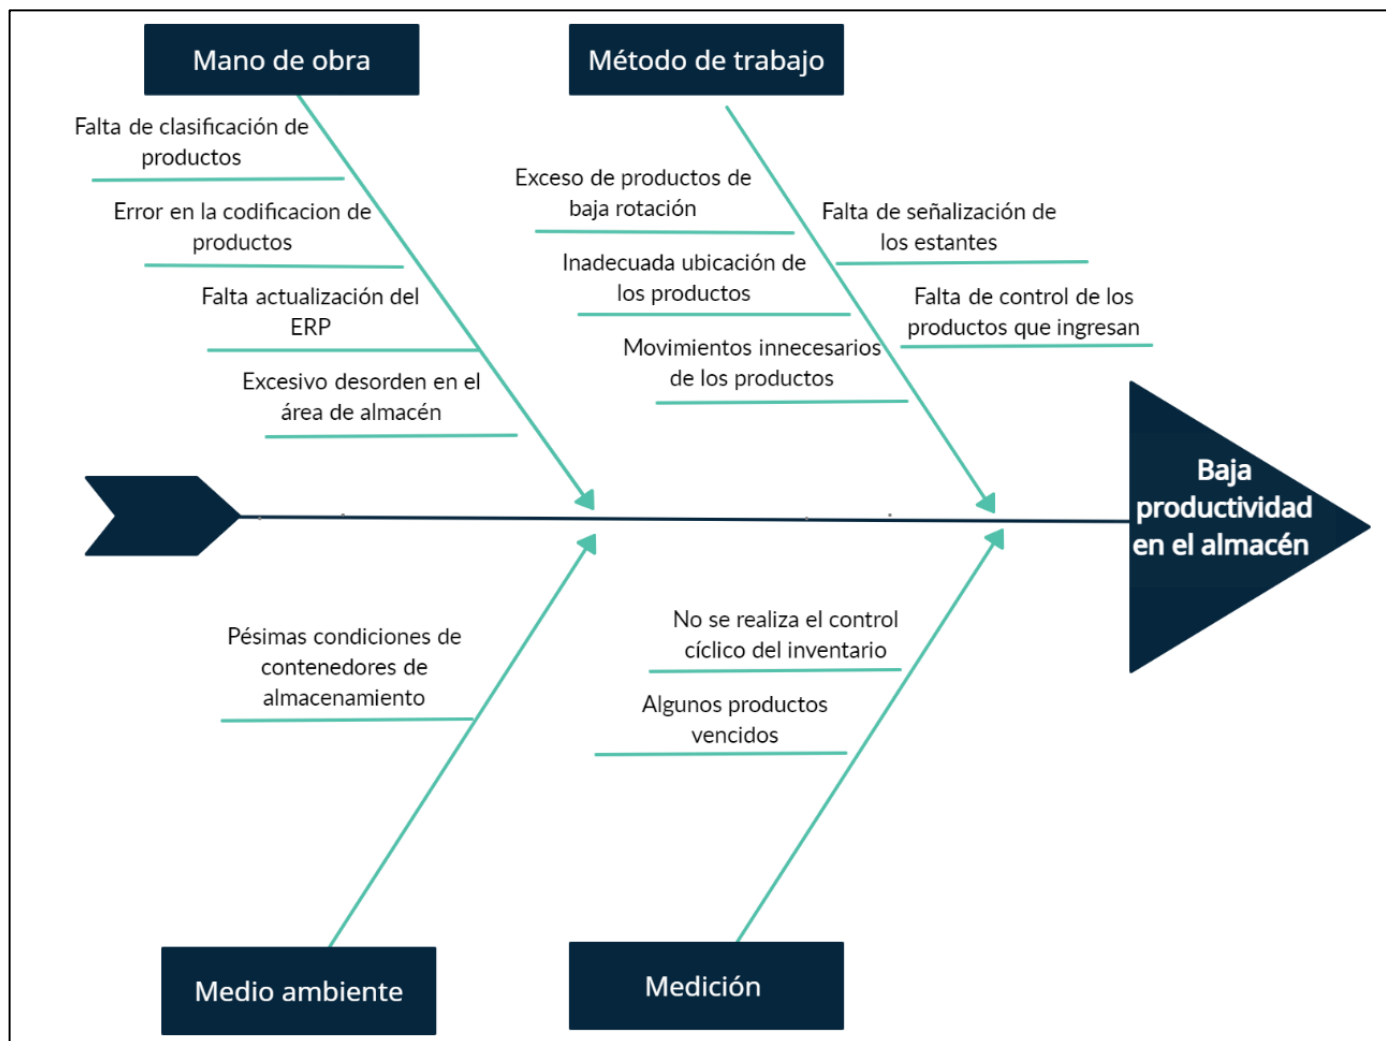 Mano de obra
Método de trabajo
Falta de clasificación de
productos
Error en la codificacion de
productos
Falta actualización del
ERP
Excesivo desorden en el
área de almacén
Exceso de productos de
baja rotación
Inadecuada ubicación de
los productos
Movimientos innecesarios
de los productos
Falta de señalización de
los estantes
Falta de control de los
productos que ingresan
Baja
productividad
en el almacén
Pésimas condiciones de
contenedores de
almacenamiento
No se realiza el control
cíclico del inventario
Algunos productos
vencidos
Medio ambiente
Medición